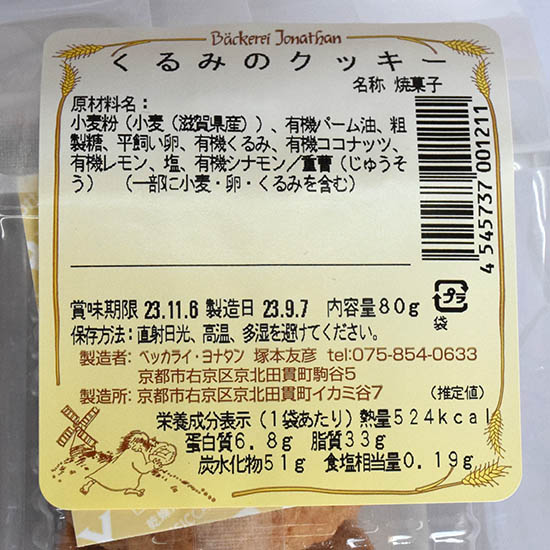 Bäckerei Jonathan
くるみのクッキー
名称 焼菓子
原材料名：
小麦粉（小麦（滋賀県産））、有機パーム油、粗
製糖、平飼い卵、有機くるみ、有機ココナッツ、
有機レモン、塩、有機シナモン／重曹（じゅうそ
う） （一部に小麦・卵・くるみを含む）
4 545737 001211
プラ
袋
賞味期限 23.11.6 製造日 23.9.7 内容量80g
保存方法：直射日光、高温、多湿を避けてください。
製造者：ベッカライ・ヨナタン 塚本友彦 tel:075-854-0633
京都市右京区京北田貫町駒谷5
製造所：京都市右京区京北田貫町イカミ谷7
（推定値）
栄養成分表示（１袋あたり）熱量５２４kcal
蛋白質６.８g 脂質３３g
炭水化物５１g 食塩相当量０.１９g